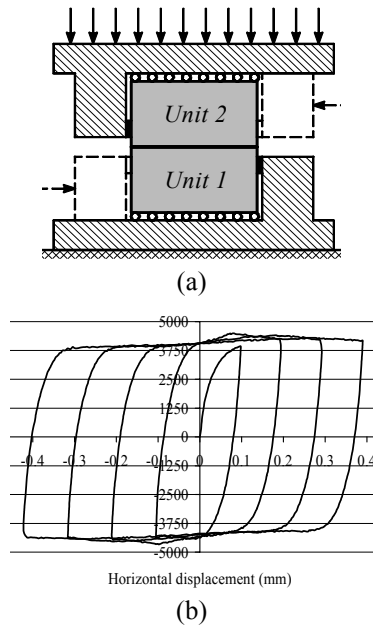 Unit 2
Unit 1
(a)
5000
3750
2500
1250
0
-0.4 -0.3 -0.2 -0.1 0 0.1 0.2 0.3 0.4
-1250
-2500
-3750
-5000
Horizontal displacement (mm)
(b)